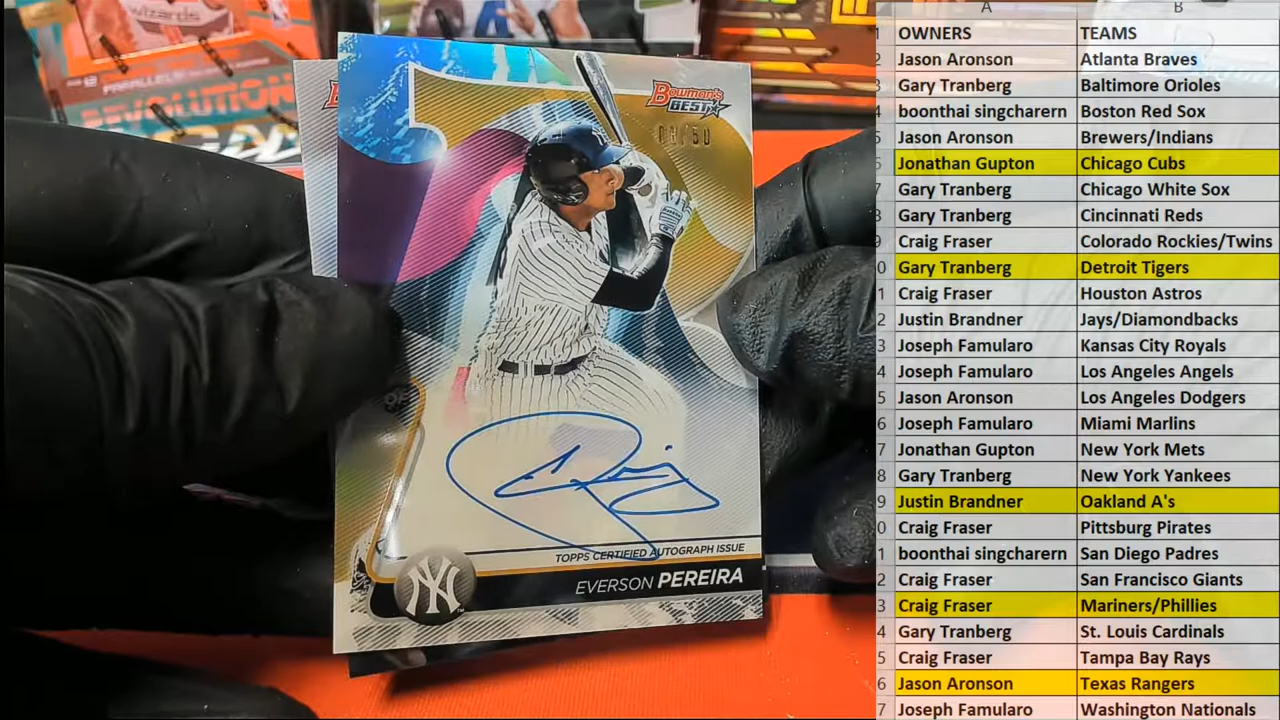 wizards
REVOLUTION
Bowman's
BEST
NY
TOPPS CERTIFIED AUTOGRAPH ISSUE
EVERSON PEREIRA
A B
1 OWNERS TEAMS
2 Jason Aronson Atlanta Braves
3 Gary Tranberg Baltimore Orioles
4 boonthai singcharern Boston Red Sox
5 Jason Aronson Brewers/Indians
6 Jonathan Gupton Chicago Cubs
7 Gary Tranberg Chicago White Sox
8 Gary Tranberg Cincinnati Reds
9 Craig Fraser Colorado Rockies/Twins
0 Gary Tranberg Detroit Tigers
1 Craig Fraser Houston Astros
2 Justin Brandner Jays/Diamondbacks
3 Joseph Famularo Kansas City Royals
4 Joseph Famularo Los Angeles Angels
5 Jason Aronson Los Angeles Dodgers
6 Joseph Famularo Miami Marlins
7 Jonathan Gupton New York Mets
8 Gary Tranberg New York Yankees
9 Justin Brandner Oakland A's
0 Craig Fraser Pittsburg Pirates
1 boonthai singcharern San Diego Padres
2 Craig Fraser San Francisco Giants
3 Craig Fraser Mariners/Phillies
4 Gary Tranberg St. Louis Cardinals
5 Craig Fraser Tampa Bay Rays
6 Jason Aronson Texas Rangers
7 Joseph Famularo Washington Nationals